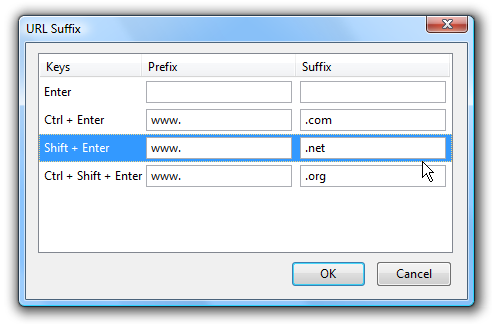 URL Suffix
Keys Prefix Suffix
Enter
Ctrl + Enter www. .com
Shift + Enter www. .net
Ctrl + Shift + Enter www. .org
OK Cancel